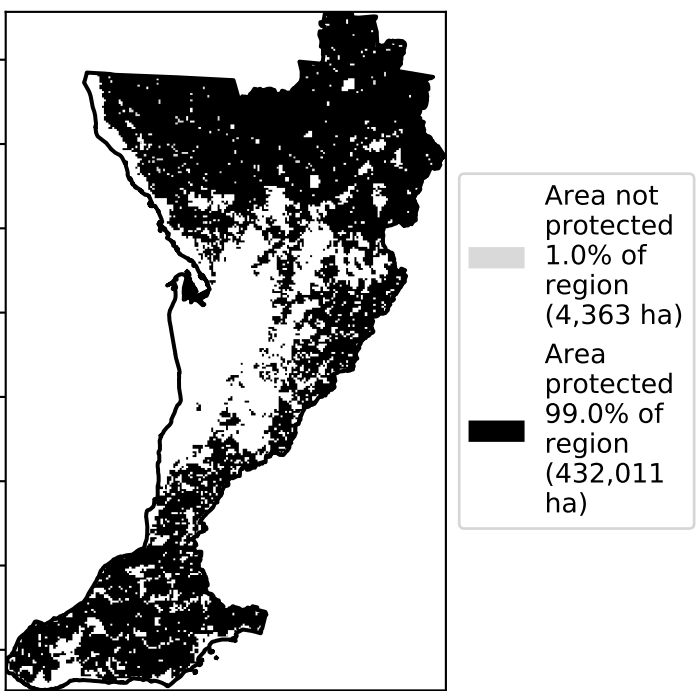 Area not
protected
1.0% of
region
(4,363 ha)
Area
protected
99.0% of
region
(432,011
ha)